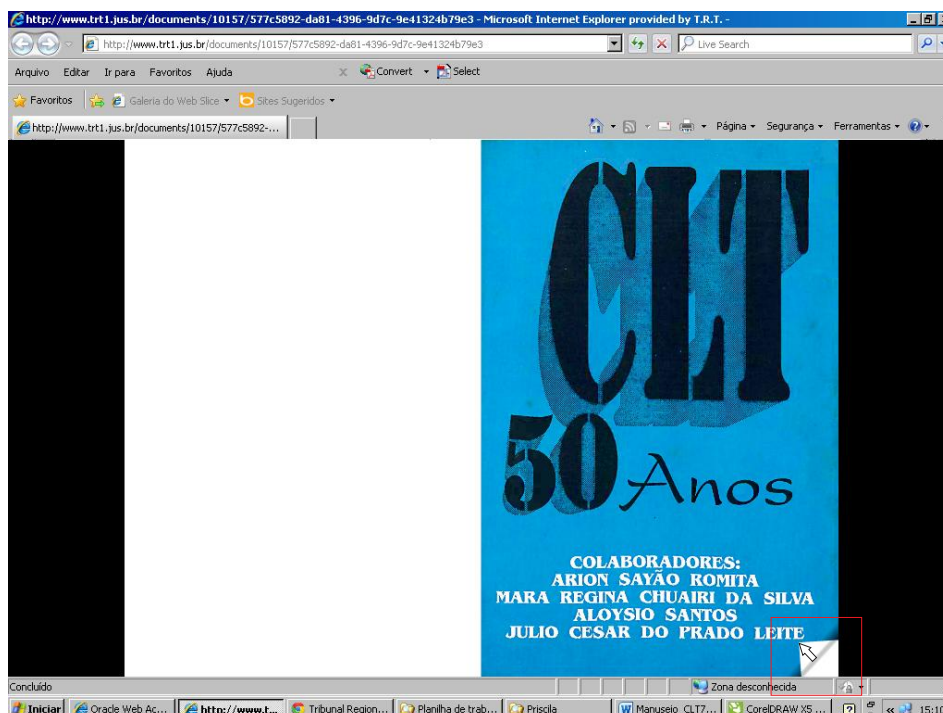 http://www.trt1.jus.br/documents/10157/577c5892-da81-4396-9d7c-9e41324b79e3 - Microsoft Internet Explorer provided by T.R.T. -
http://www.trt1.jus.br/documents/10157/577c5892-da81-4396-9d7c-9e41324b79e3
Live Search
Arquivo Editar Ir para Favoritos Ajuda x Convert Select
Favoritos Galeria do Web Slice Sites Sugeridos
http://www.trt1.jus.br/documents/10157/577c5892-... Página Segurança Ferramentas
CLT
50 Anos
COLABORADORES:
ARION SAYÃO ROMITA
MARA REGINA CHUAIRI DA SILVA
ALOYSIO SANTOS
JULIO CESAR DO PRADO LEITE
Concluído Zona desconhecida
Iniciar Oracle Web Ac... http://www.t... Tribunal Region... Planilha de trab... Priscila Manuseio_CLT7... CorelDRAW X5 ... ? «